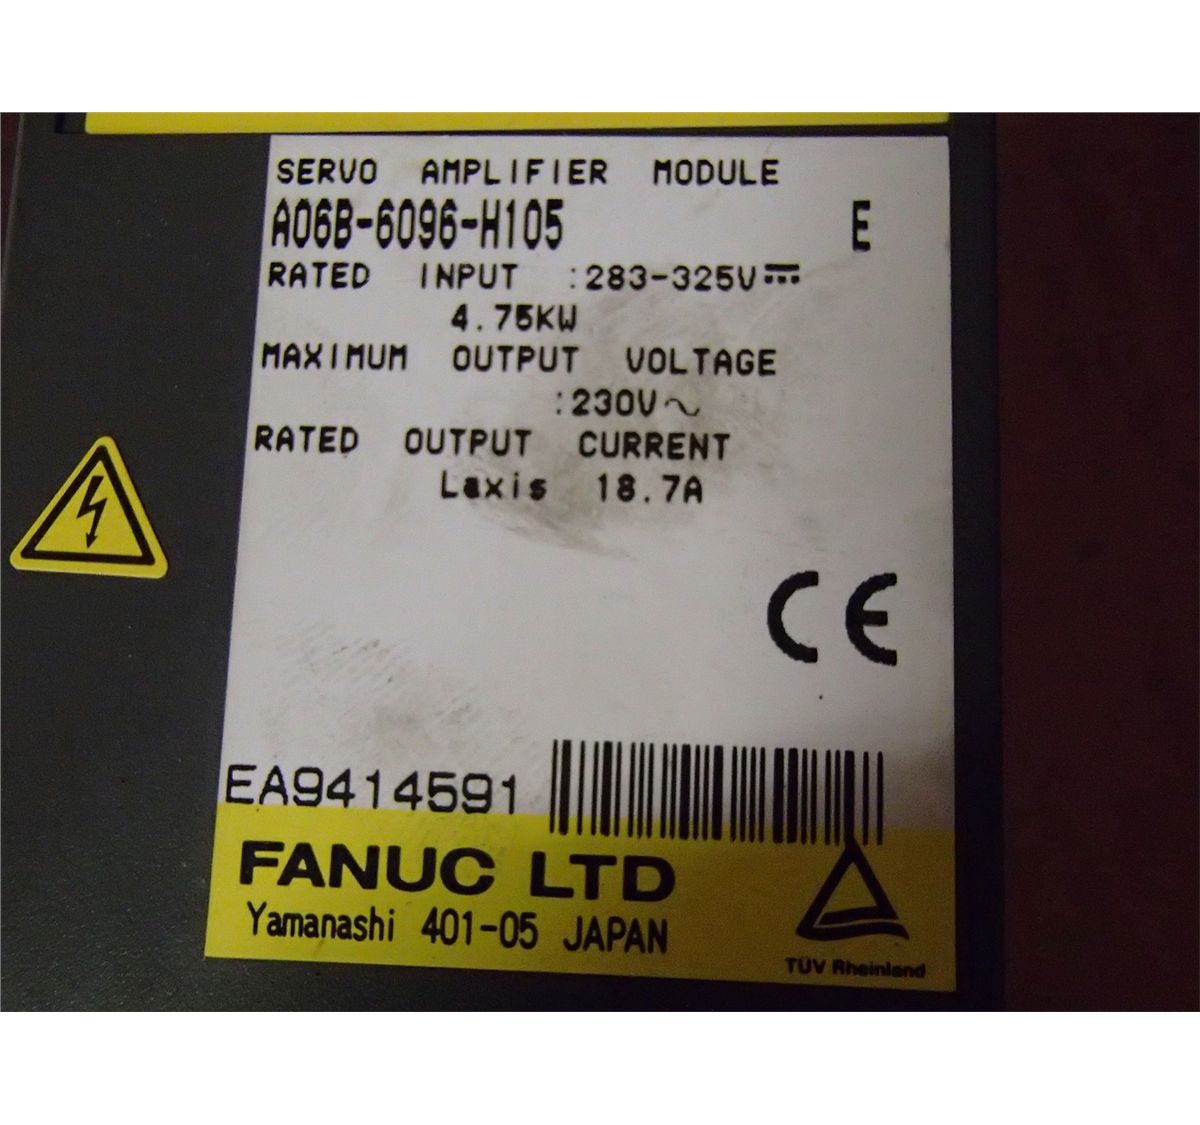 SERVO AMPLIFIER MODULE
A06B-6096-H105 E
RATED INPUT :283-325V⎓
4.75KW
MAXIMUM OUTPUT VOLTAGE
:230V~
RATED OUTPUT CURRENT
Laxis 18.7A
CE
EA9414591
FANUC LTD
Yamanashi 401-05 JAPAN
TÜV Rheinland